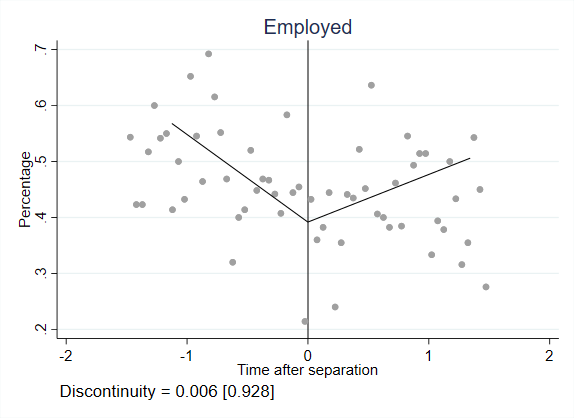 Employed
Percentage
.7
.6
.5
.4
.3
.2
-2 -1 0 1 2
Time after separation
Discontinuity = 0.006 [0.928]